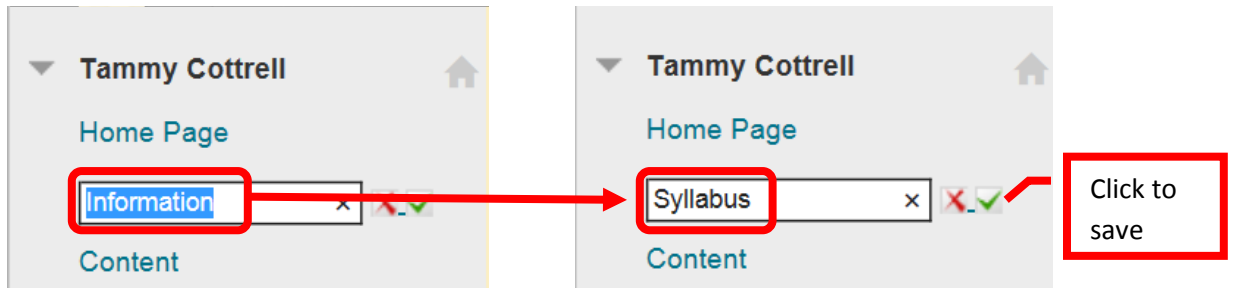 Tammy Cottrell
Home Page
Information ×
Content
Tammy Cottrell
Home Page
Syllabus ×
Content
Click to
save